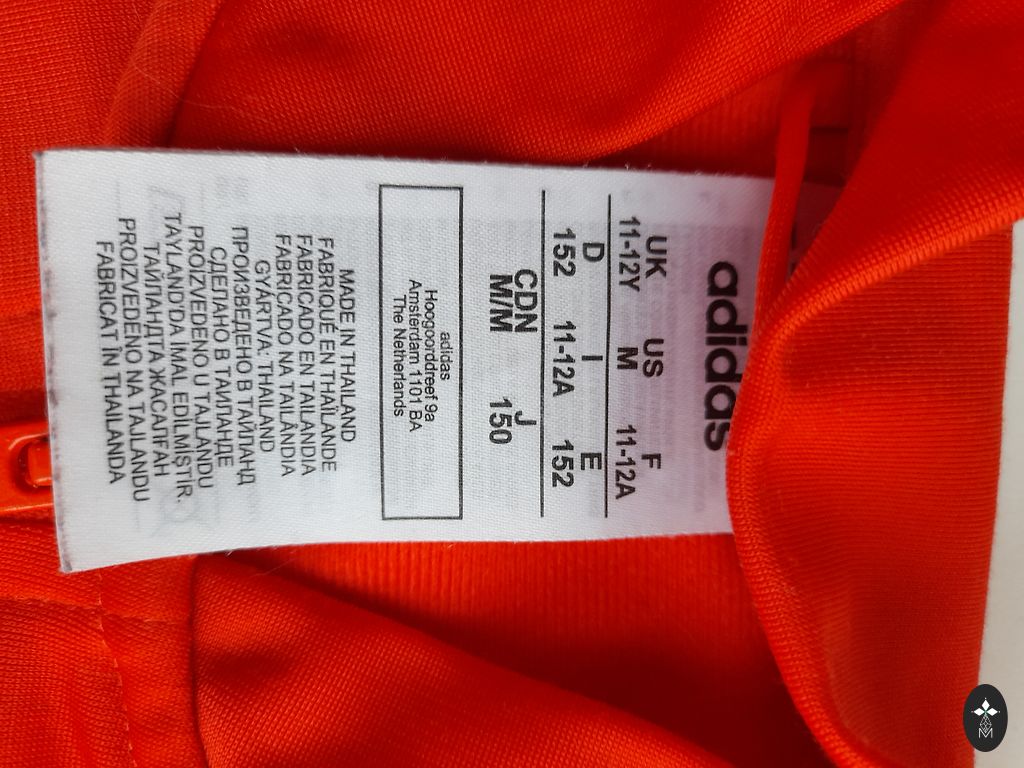 adidas
UK US F
11-12Y M 11-12A
D I E
152 11-12A 152
CDN J
M/M 150
adidas
Hoogoorddreef 9a
Amsterdam 1101 BA
The Netherlands
MADE IN THAILAND
FABRIQUÉ EN THAÏLANDE
FABRICADO EN TAILANDIA
FABRICADO NA TAILÂNDIA
GYÁRTVA: THAILAND
ПРОИЗВЕДЕНО В ТАЙЛАНД
СДЕЛАНО В ТАИЛАНДЕ
PROIZVEDENO U TAJLANDU
TAYLAND'DA İMAL EDİLMİŞTİR.
ТАЙЛАНДТА ЖАСАЛҒАН
PROIZVEDENO NA TAJLANDU
FABRICAT ÎN THAILANDA
M